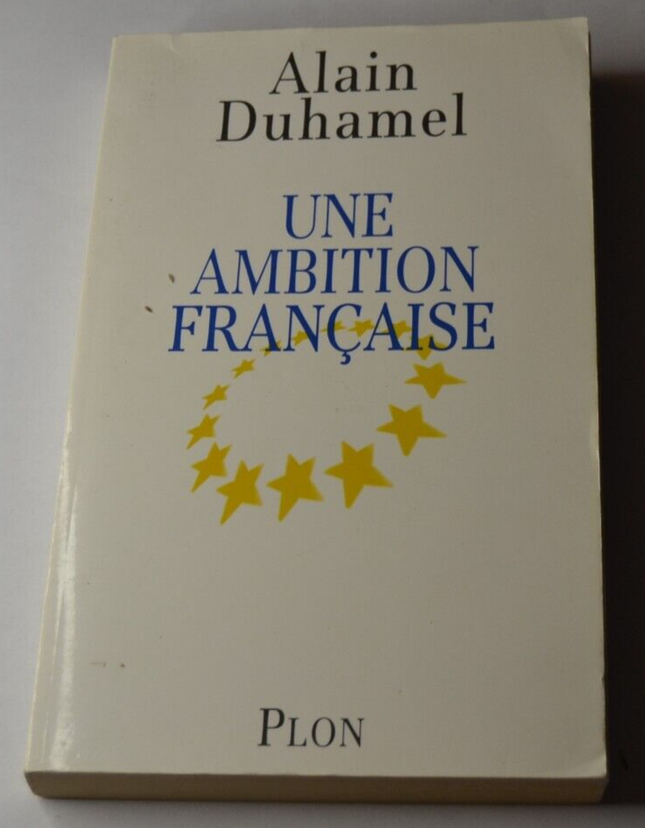 Alain
Duhamel
UNE
AMBITION
FRANÇAISE
PLON